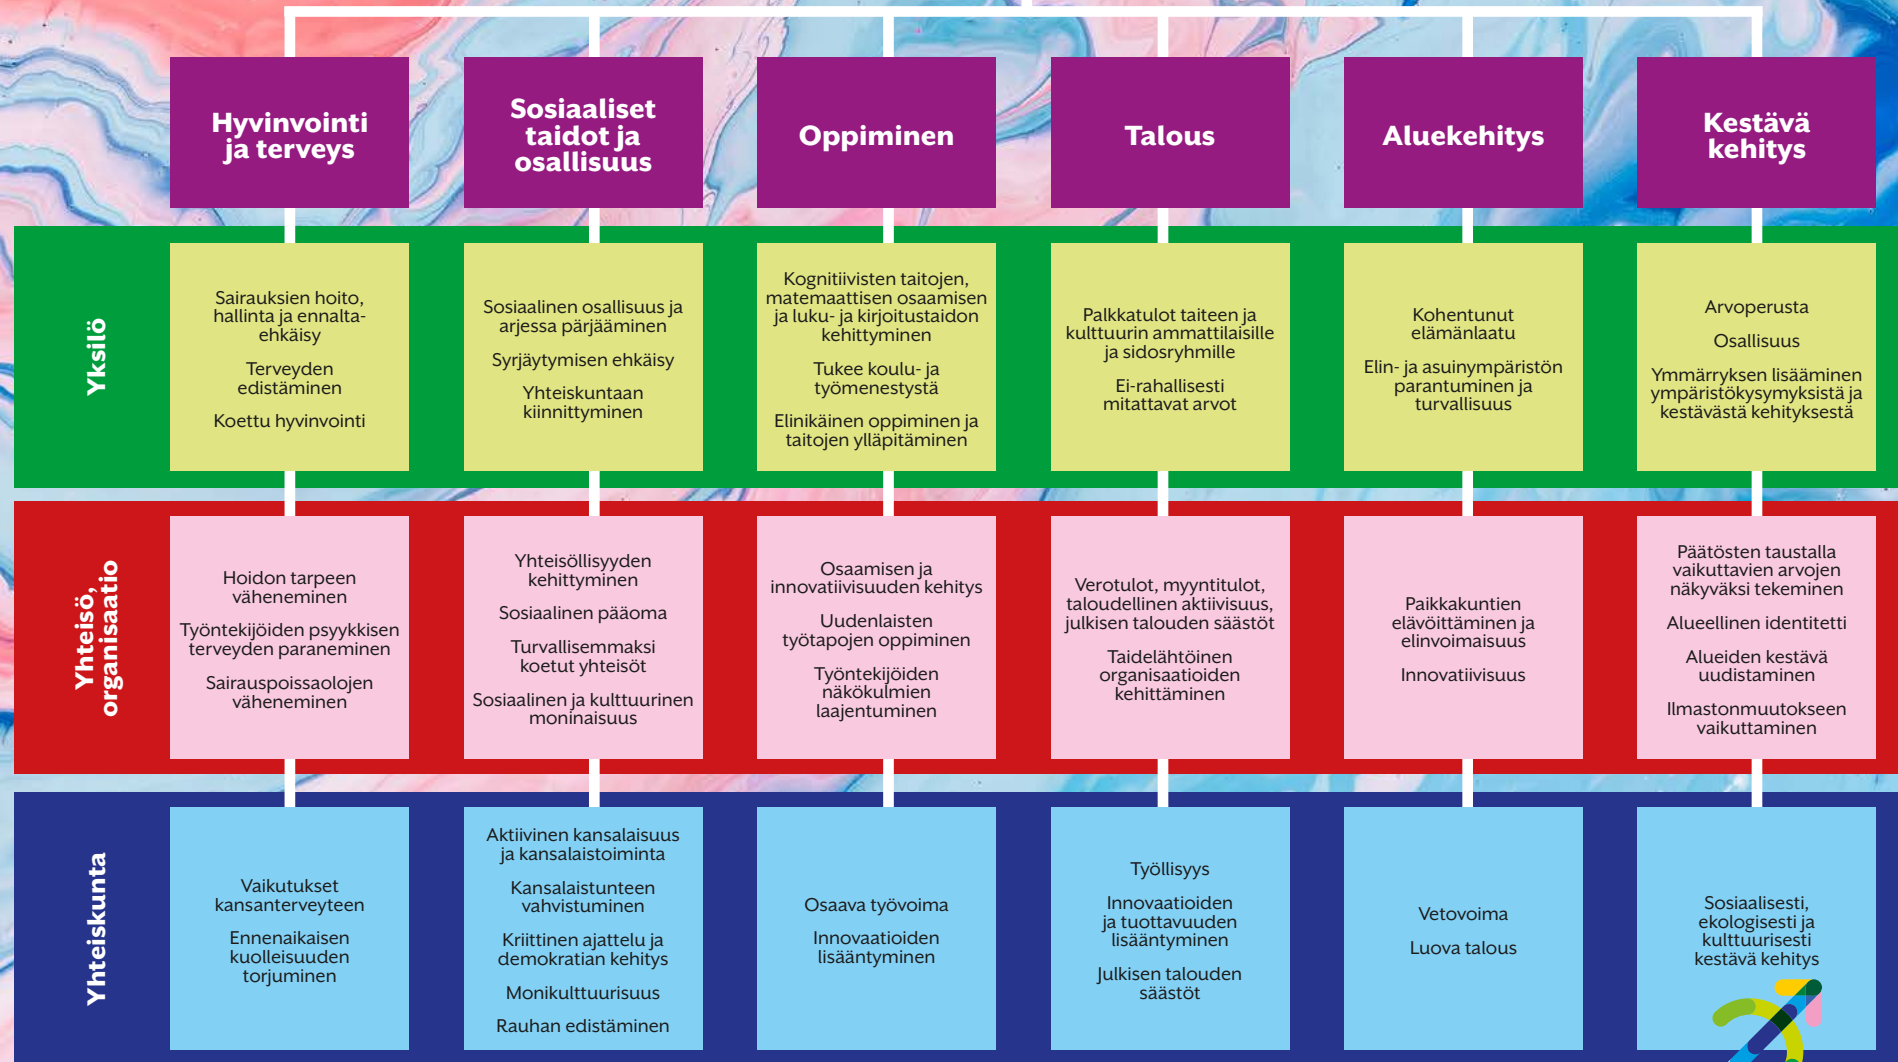 Hyvinvointi
ja terveys
Sosiaaliset
taidot ja
osallisuus
Oppiminen
Talous
Aluekehitys
Kestävä
kehitys
Yksilö
Sairauksien hoito,
hallinta ja ennalta-
ehkäisy
Terveyden
edistäminen
Koettu hyvinvointi
Sosiaalinen osallisuus ja
arjessa pärjääminen
Syrjäytymisen ehkäisy
Yhteiskuntaan
kiinnittyminen
Kognitiivisten taitojen,
matemaattisen osaamisen
ja luku- ja kirjoitustaidon
kehittyminen
Tukee koulu- ja
työmenestystä
Elinikäinen oppiminen ja
taitojen ylläpitäminen
Palkkatulot taiteen ja
kulttuurin ammattilaisille
ja sidosryhmille
Ei-rahallisesti
mitattavat arvot
Kohentunut
elämänlaatu
Elin- ja asuinympäristön
parantuminen ja
turvallisuus
Arvoperusta
Osallisuus
Ymmärryksen lisääminen
ympäristökysymyksistä ja
kestävästä kehityksestä
Yhteisö,
organisaatio
Hoidon tarpeen
väheneminen
Työntekijöiden psyykkisen
terveyden paraneminen
Sairauspoissaolojen
väheneminen
Yhteisöllisyyden
kehittyminen
Sosiaalinen pääoma
Turvallisemmaksi
koetut yhteisöt
Sosiaalinen ja kulttuurinen
moninaisuus
Osaamisen ja
innovatiivisuuden kehitys
Uudenlaisten
työtapojen oppiminen
Työntekijöiden
näkökulmien
laajentuminen
Verotulot, myyntitulot,
taloudellinen aktiivisuus,
julkisen talouden säästöt
Taidelähtöinen
organisaatioiden
kehittäminen
Paikkakuntien
elävöittäminen ja
elinvoimaisuus
Innovatiivisuus
Päätösten taustalla
vaikuttavien arvojen
näkyväksi tekeminen
Alueellinen identitetti
Alueiden kestävä
uudistaminen
Ilmastonmuutokseen
vaikuttaminen
Yhteiskunta
Vaikutukset
kansanterveyteen
Ennenaikaisen
kuolleisuuden
torjuminen
Aktiivinen kansalaisuus
ja kansalaistoiminta
Kansalaistunteen
vahvistuminen
Kriittinen ajattelu ja
demokratian kehitys
Monikulttuurisuus
Rauhan edistäminen
Osaava työvoima
Innovaatioiden
lisääntyminen
Työllisyys
Innovaatioiden
ja tuottavuuden
lisääntyminen
Julkisen talouden
säästöt
Vetovoima
Luova talous
Sosiaalisesti,
ekologisesti ja
kulttuurisesti
kestävä kehitys